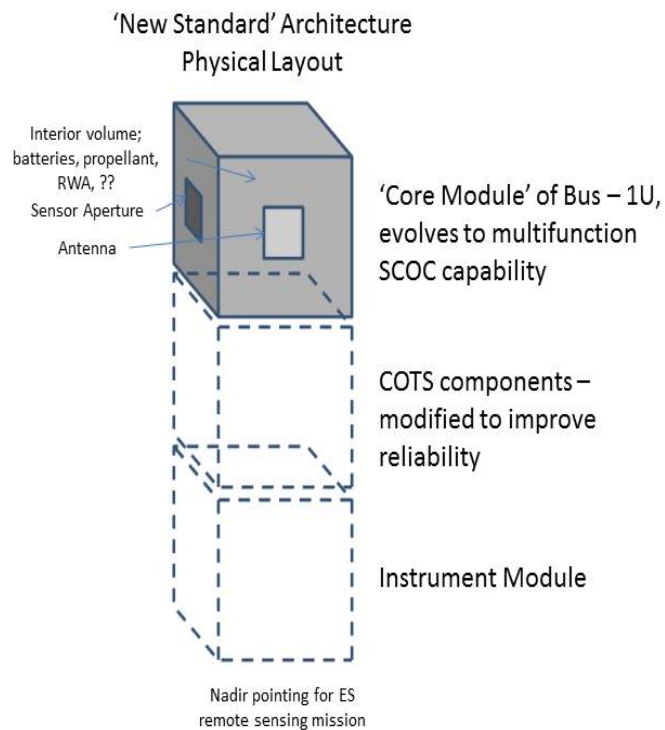 ‘New Standard’ Architecture
Physical Layout
Interior volume;
batteries, propellant,
RWA, ??
Sensor Aperture
Antenna
‘Core Module’ of Bus – 1U,
evolves to multifunction
SCOC capability
COTS components –
modified to improve
reliability
Instrument Module
Nadir pointing for ES
remote sensing mission